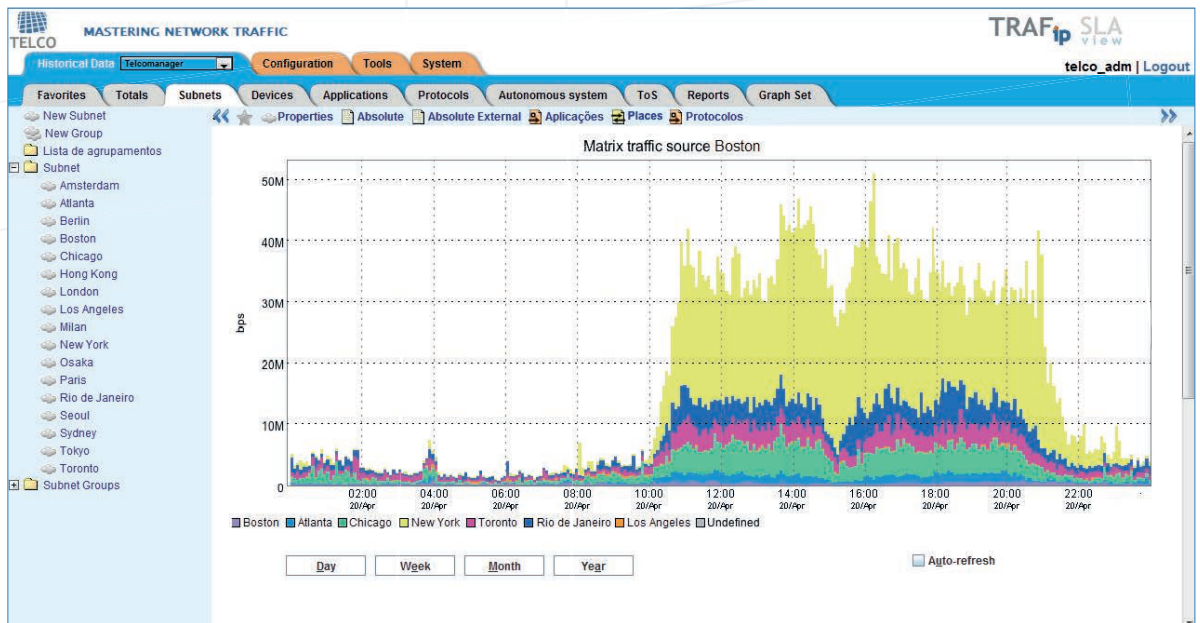 TELCO
MASTERING NETWORK TRAFFIC
TRAFip SLA view
Historical Data Telcomanager Configuration Tools System
telco_adm | Logout
Favorites Totals Subnets Devices Applications Protocols Autonomous system ToS Reports Graph Set
Properties Absolute Absolute External Aplicações Places Protocolos
New Subnet
New Group
Lista de agrupamentos
Subnet
Amsterdam
Atlanta
Berlin
Boston
Chicago
Hong Kong
London
Los Angeles
Milan
New York
Osaka
Paris
Rio de Janeiro
Seoul
Sydney
Tokyo
Toronto
Subnet Groups
Matrix traffic source Boston
50M
40M
30M
20M
10M
0
bps
02:00 04:00 06:00 08:00 10:00 12:00 14:00 16:00 18:00 20:00 22:00
20/Apr 20/Apr 20/Apr 20/Apr 20/Apr 20/Apr 20/Apr 20/Apr 20/Apr 20/Apr 20/Apr
Boston Atlanta Chicago New York Toronto Rio de Janeiro Los Angeles Undefined
Day Week Month Year
Auto-refresh